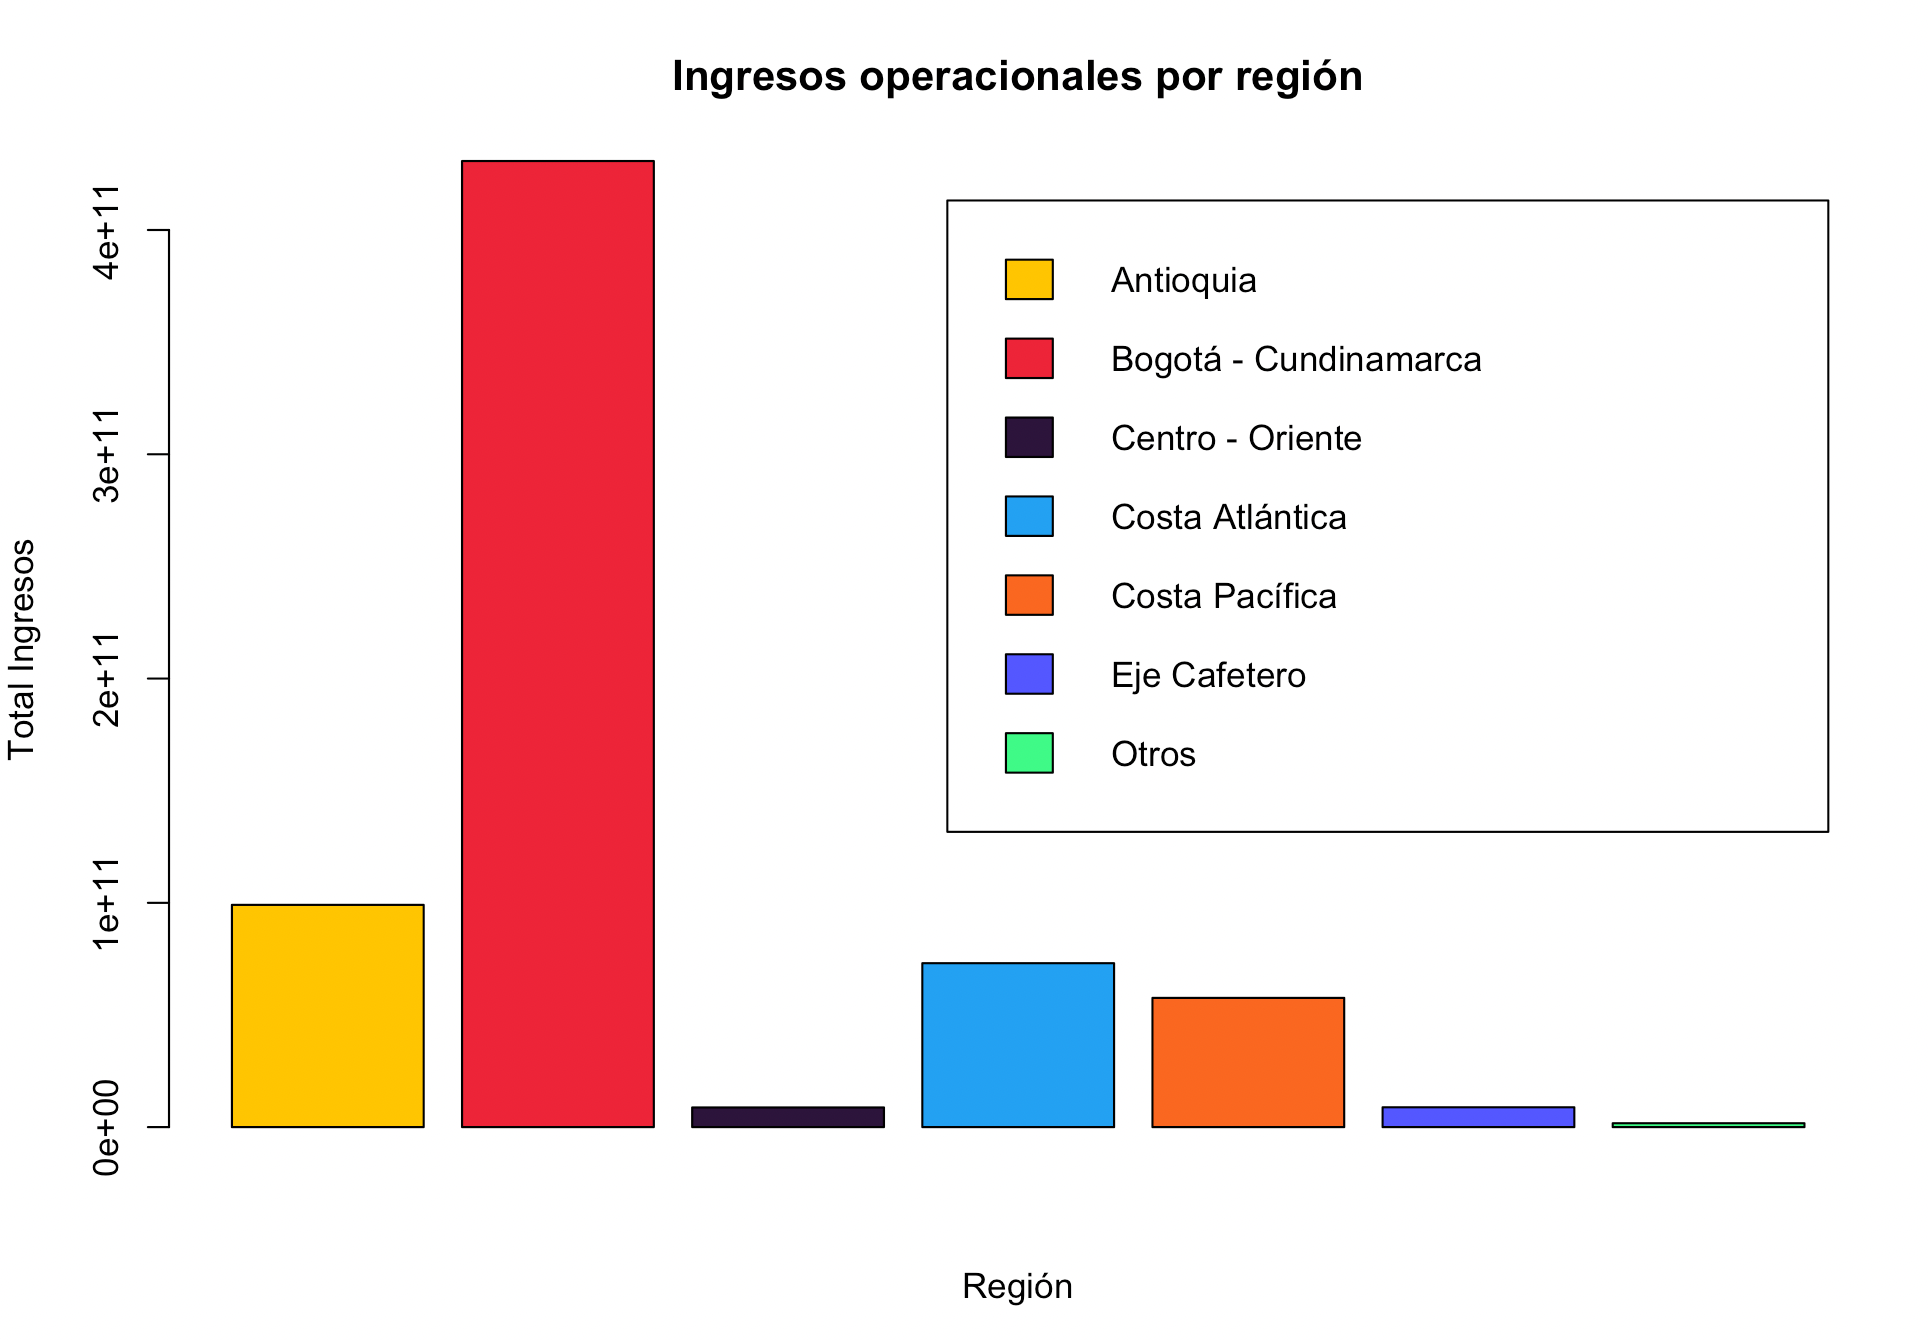 Ingresos operacionales por región
Total Ingresos
4e+11
3e+11
2e+11
1e+11
0e+00
Antioquia
Bogotá - Cundinamarca
Centro - Oriente
Costa Atlántica
Costa Pacífica
Eje Cafetero
Otros
Región